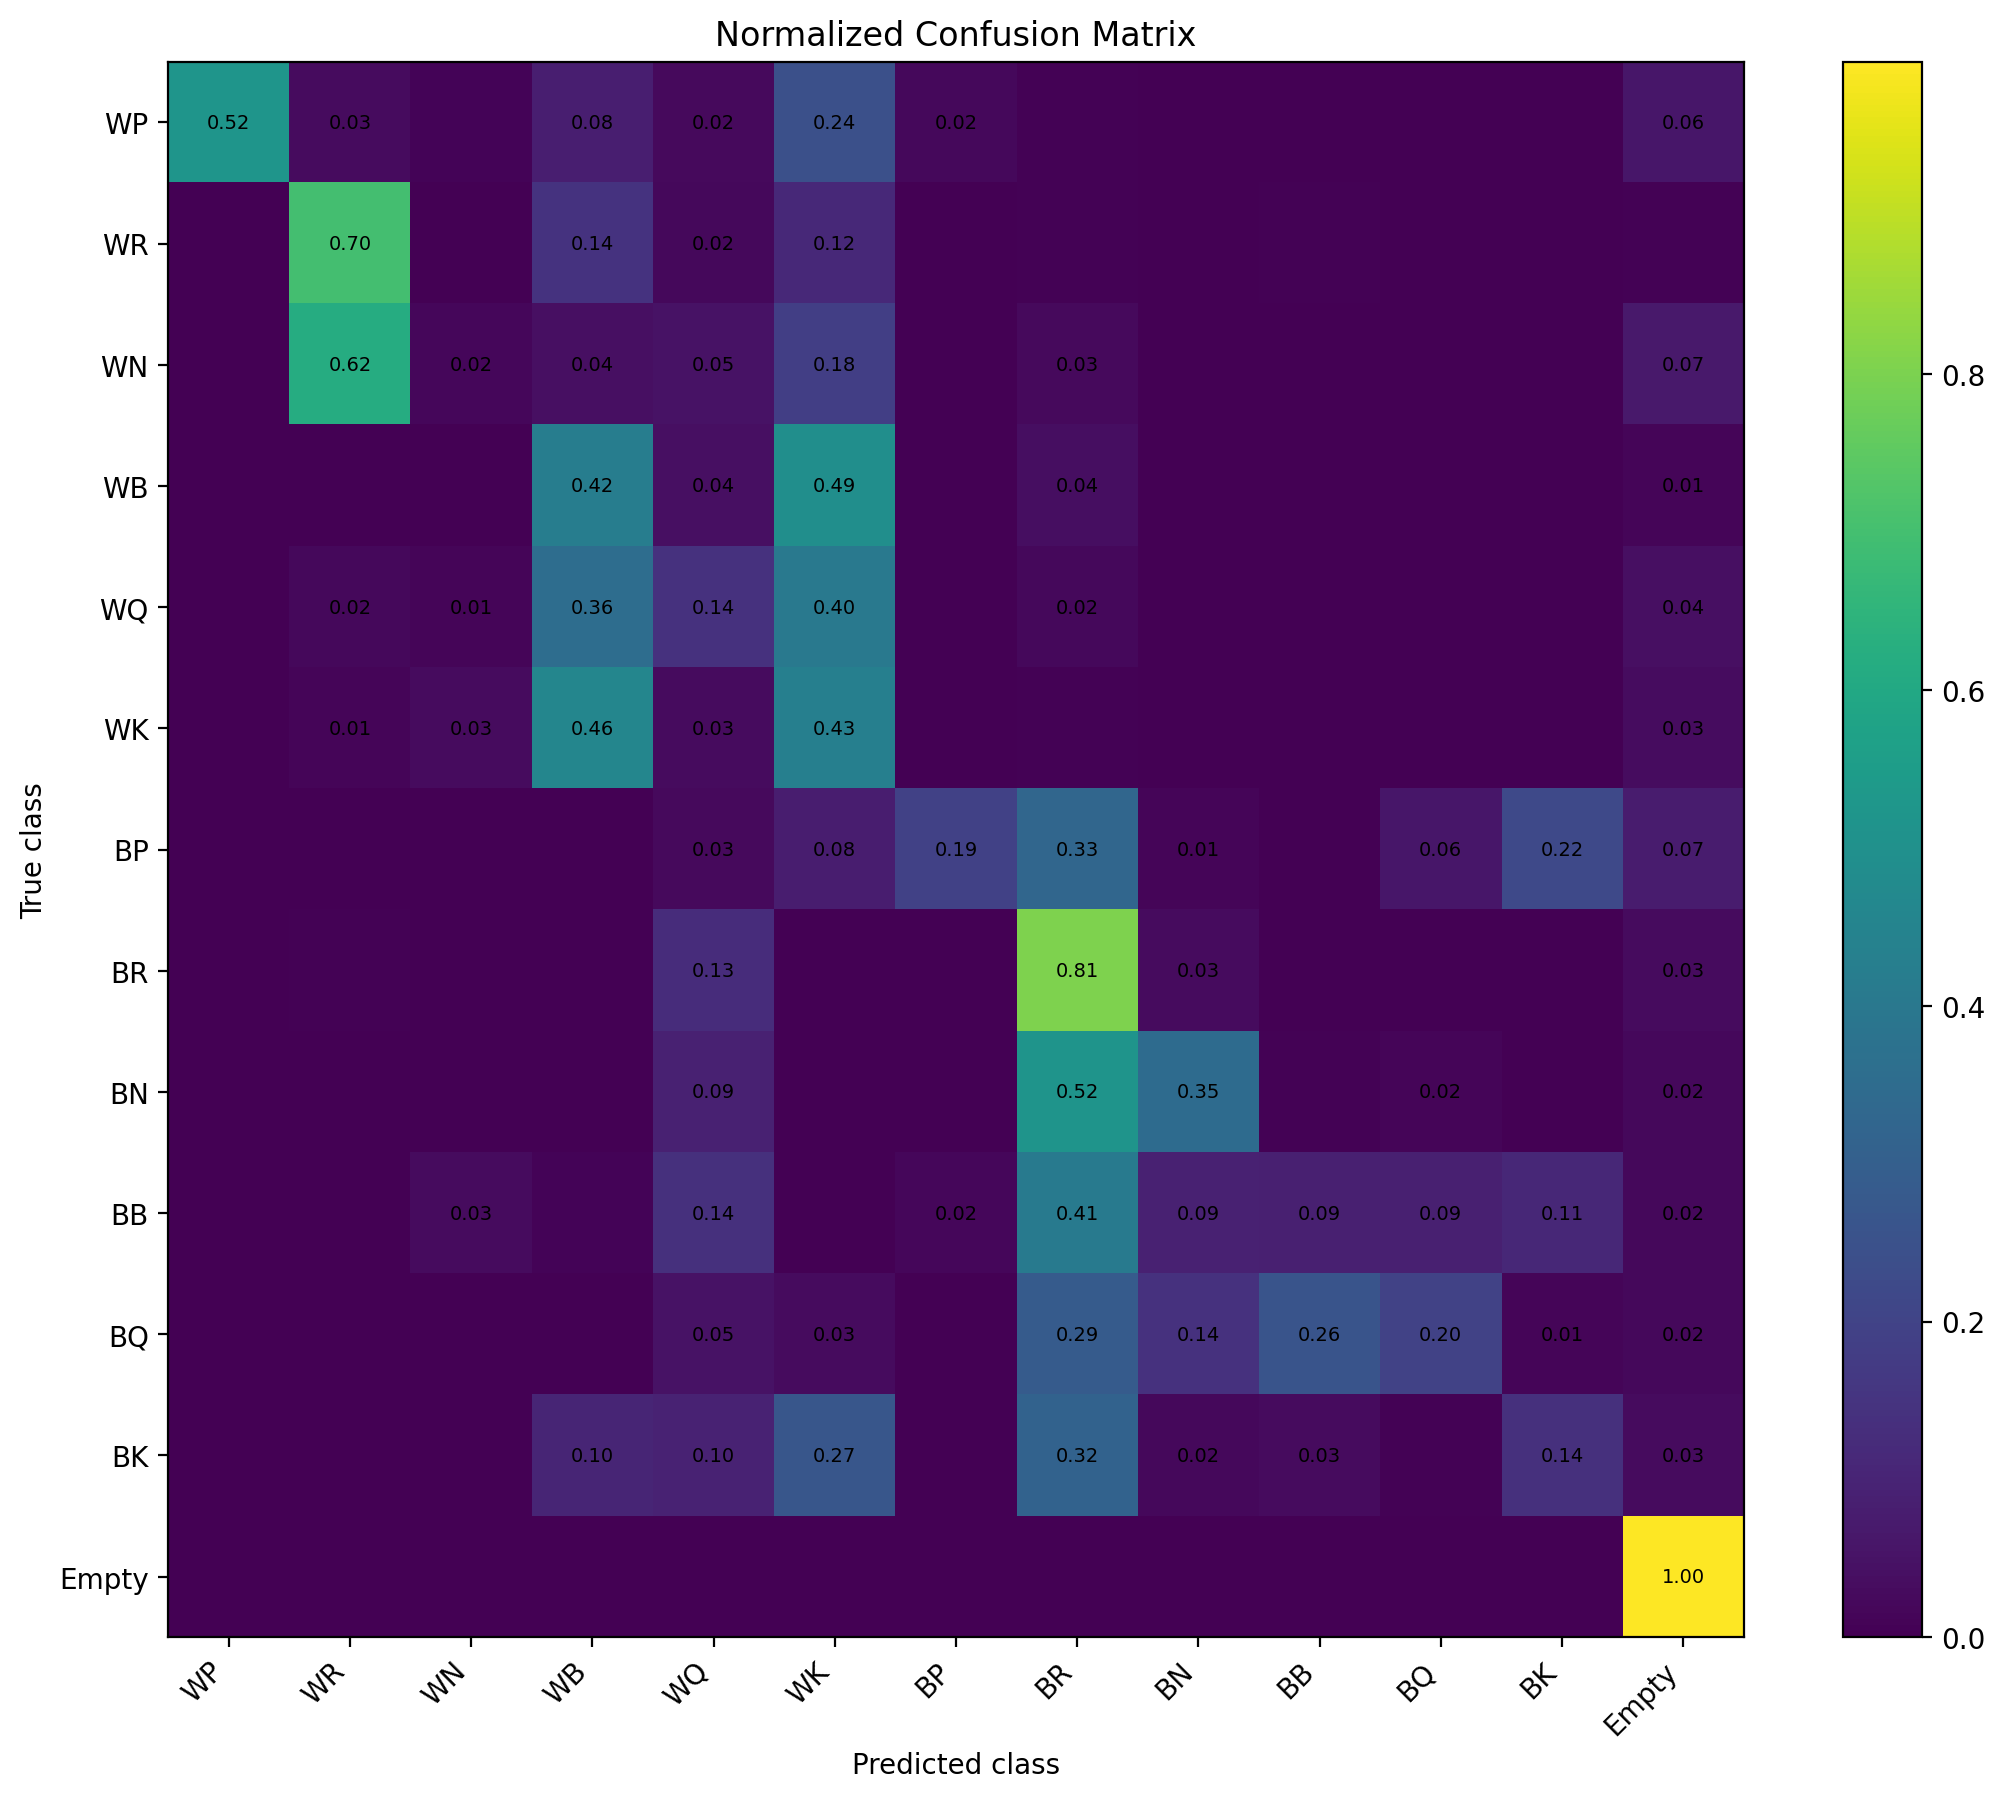 Normalized Confusion Matrix
WP 0.52 0.03 0.08 0.02 0.24 0.02 0.06
WR 0.70 0.14 0.02 0.12
WN 0.62 0.02 0.04 0.05 0.18 0.03 0.07
WB 0.42 0.04 0.49 0.04 0.01
WQ 0.02 0.01 0.36 0.14 0.40 0.02 0.04
WK 0.01 0.03 0.46 0.03 0.43 0.03
BP 0.03 0.08 0.19 0.33 0.01 0.06 0.22 0.07
BR 0.13 0.81 0.03 0.03
BN 0.09 0.52 0.35 0.02 0.02
BB 0.03 0.14 0.02 0.41 0.09 0.09 0.09 0.11 0.02
BQ 0.05 0.03 0.29 0.14 0.26 0.20 0.01 0.02
BK 0.10 0.10 0.27 0.32 0.02 0.03 0.14 0.03
Empty 1.00
WP WR WN WB WQ WK BP BR BN BB BQ BK Empty
Predicted class
True class
0.8
0.6
0.4
0.2
0.0